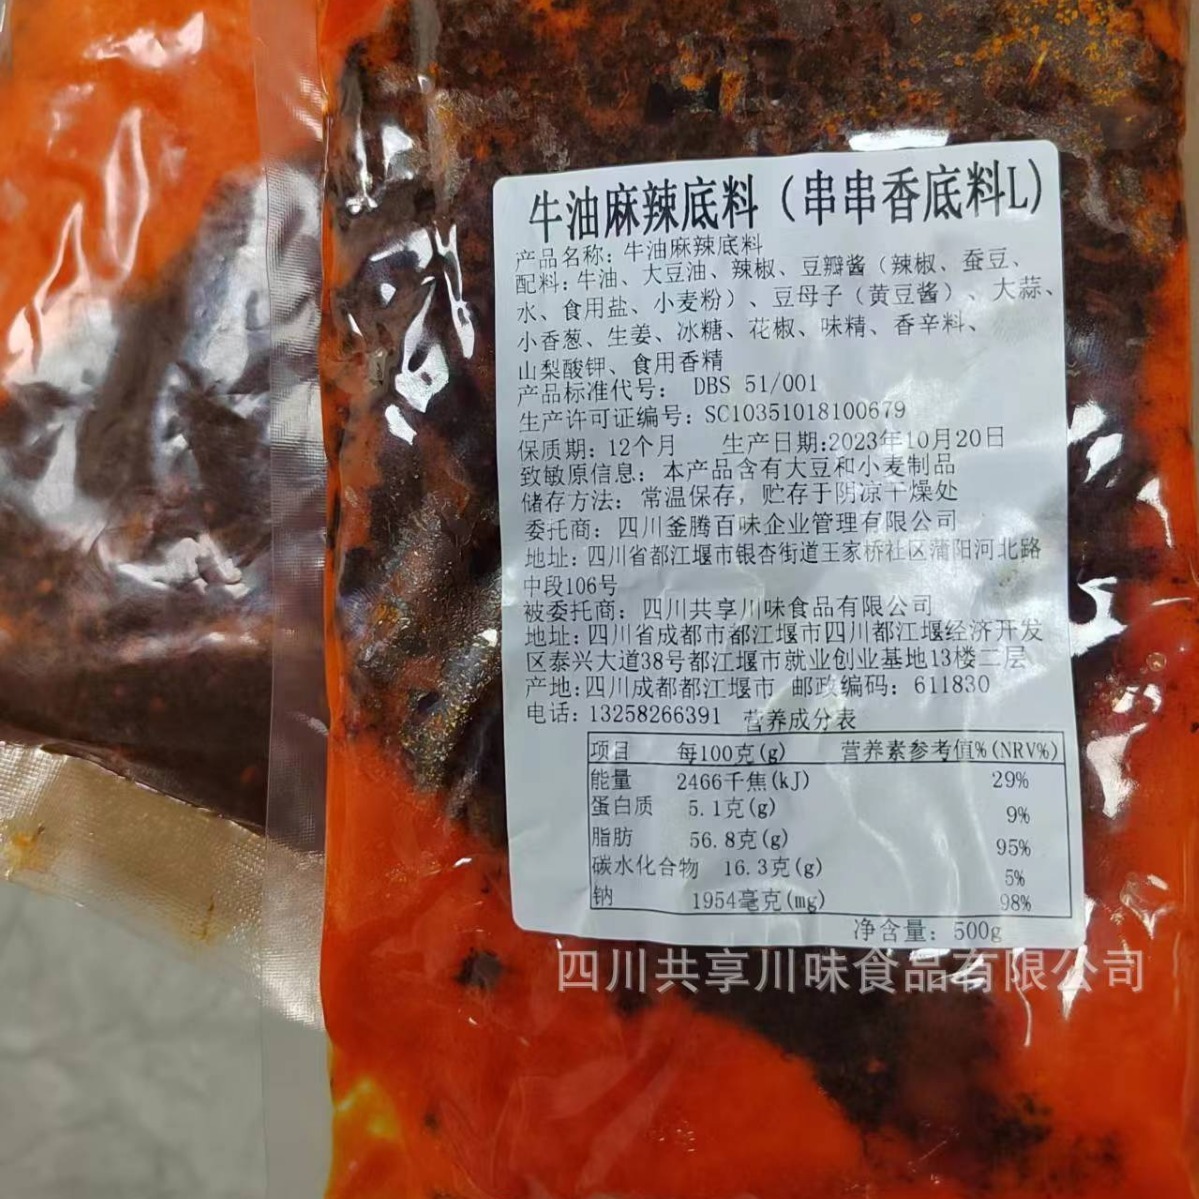 牛油麻辣底料（串串香底料L）
产品名称：牛油麻辣底料
配料：牛油、大豆油、辣椒、豆瓣酱（辣椒、蚕豆、
水、食用盐、小麦粉）、豆母子（黄豆酱）、大蒜、
小香葱、生姜、冰糖、花椒、味精、香辛料、
山梨酸钾、食用香精
产品标准代号： DBS 51/001
生产许可证编号：SC10351018100679
保质期：12个月 生产日期:2023年10月20日
致敏原信息：本产品含有大豆和小麦制品
储存方法：常温保存，贮存于阴凉干燥处
委托商：四川釜腾百味企业管理有限公司
地址：四川省都江堰市银杏街道王家桥社区蒲阳河北路
中段106号
被委托商：四川共享川味食品有限公司
地址:四川省成都市都江堰市四川都江堰经济开发
区泰兴大道38号都江堰市就业创业基地13楼二层
产地:四川成都都江堰市 邮政编码：611830
电话:13258266391 营养成分表
项目 每100克(g) 营养素参考值%(NRV%)
能量 2466千焦(kJ) 29%
蛋白质 5.1克(g) 9%
脂肪 56.8克(g) 95%
碳水化合物 16.3克(g) 5%
钠 1954毫克(mg) 98%
净含量：500g
四川共享川味食品有限公司